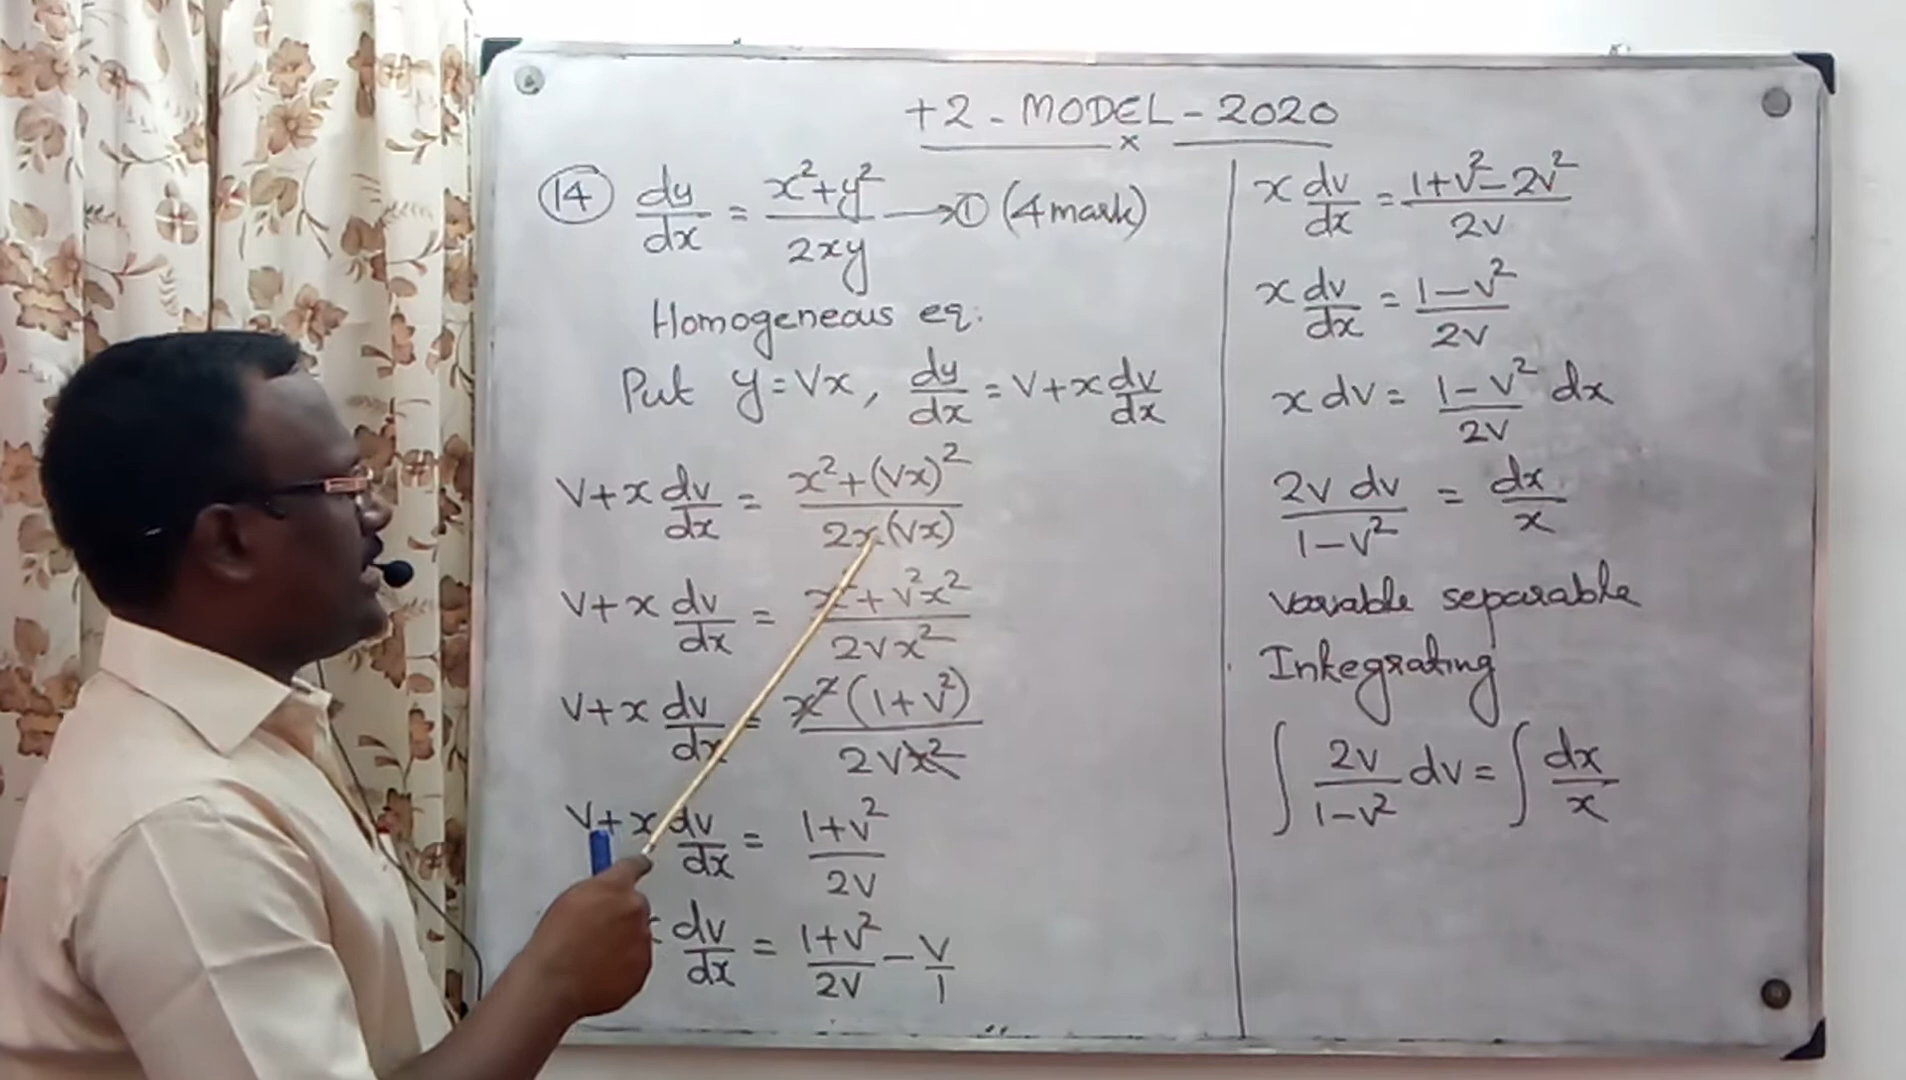 +2 - MODEL - 2020
x
⑭ dy/dx = x²+y²/2xy → ① (4 mark)
Homogeneous eq.
Put y = Vx, dy/dx = V+x dv/dx
V+x dv/dx = x²+(Vx)²/2x(Vx)
V+x dv/dx = x²+V²x²/2Vx²
V+x dv/dx = x²(1+V²)/2Vx²
V+x dv/dx = 1+V²/2V
dv/dx = 1+V²/2V - V/1
x dv/dx = 1+V²-2V²/2V
x dv/dx = 1-V²/2V
x dv = 1-V²/2V dx
2V dv/1-V² = dx/x
Variable separable
Integrating
∫ 2V/1-V² dv = ∫ dx/x